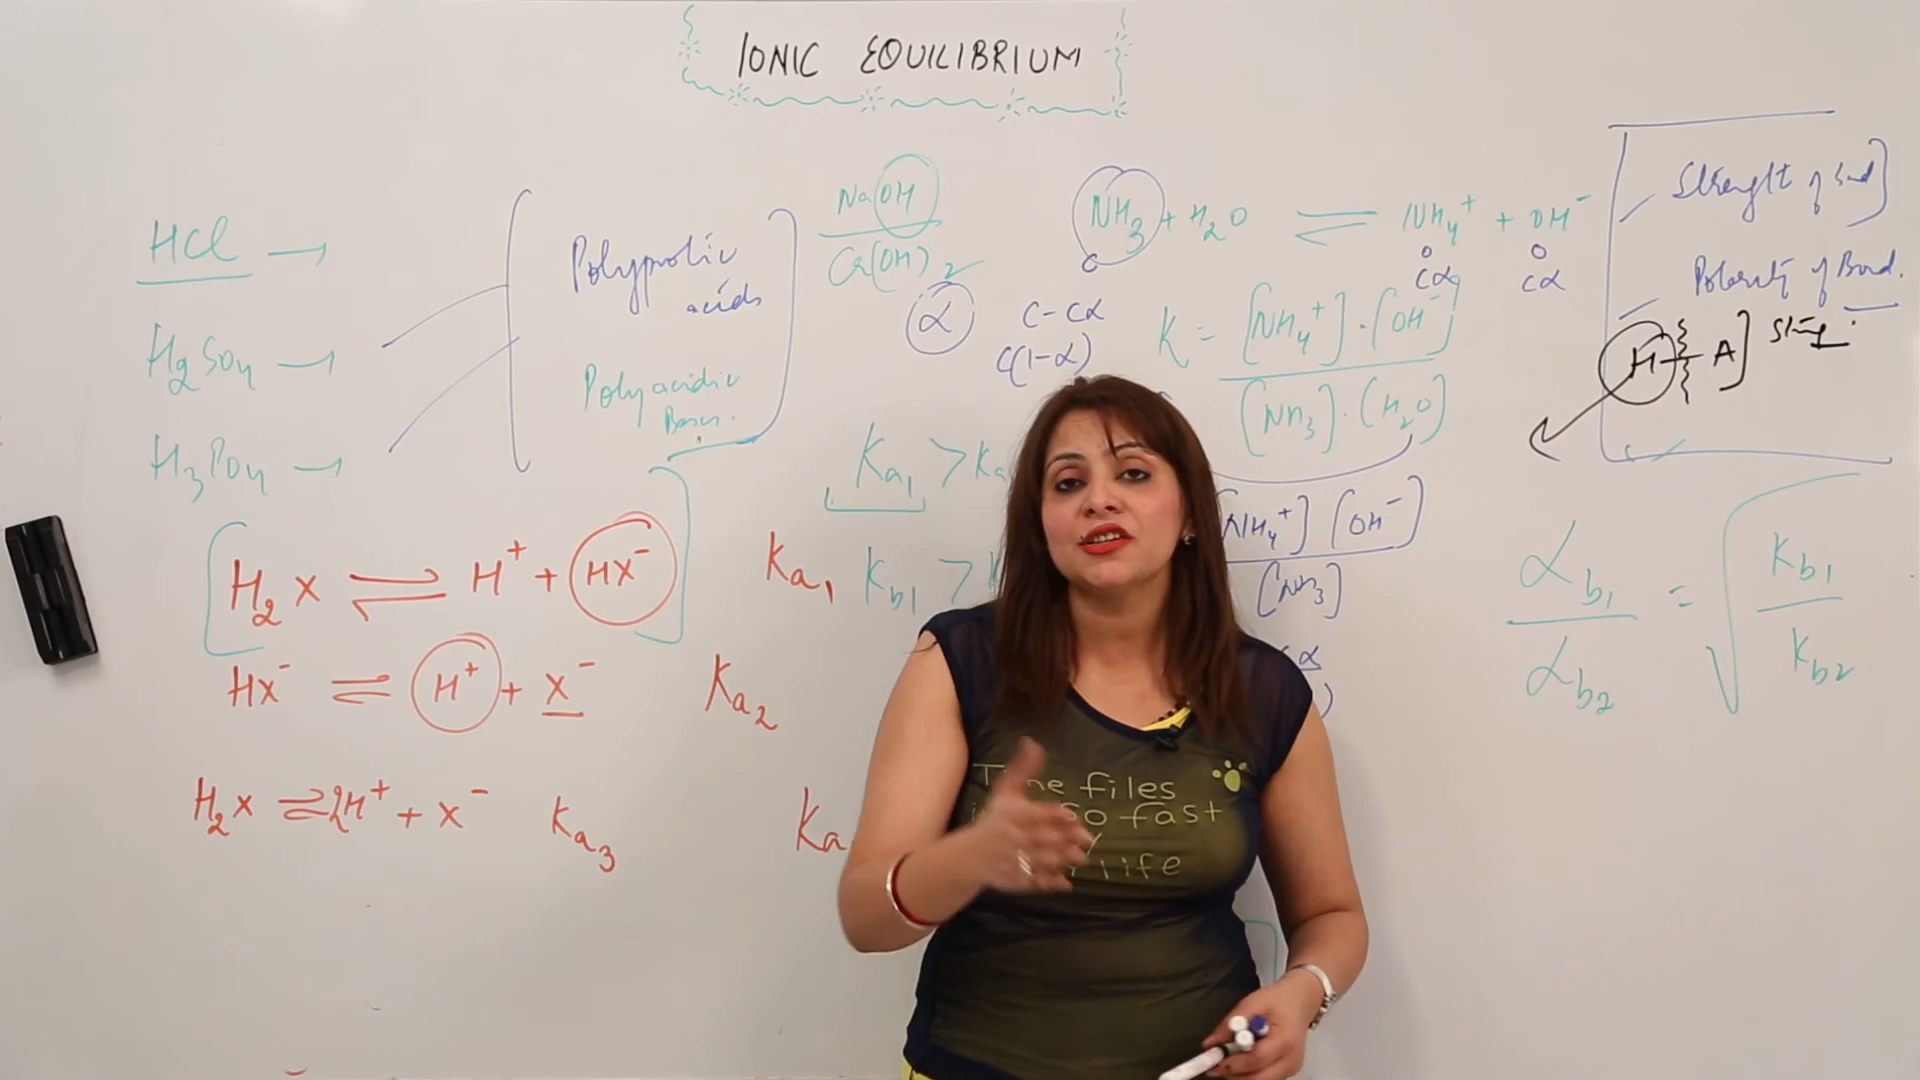 IONIC EQUILIBRIUM
HCl →
H2SO4 →
H3PO4 →
Polyprotic
acids
Polyacidic
Bases.
NaOH
Ca(OH)2
α
C-Cα
C(1-α)
NH3 + H2O ⇌ NH4+ + OH-
Cα Cα
K = [NH4+].[OH-]
[NH3].[H2O]
Strength of Bond
Polarity of Bond.
H-A]
Ka1 > Ka
Kb1 >
[NH4+] [OH-]
[NH3]
αb1 = √ Kb1
αb2 Kb2
H2X ⇌ H+ + HX- Ka1
HX- ⇌ H+ + X- Ka2
H2X ⇌ 2H+ + X- Ka3 Ka
Time files
so fast
life